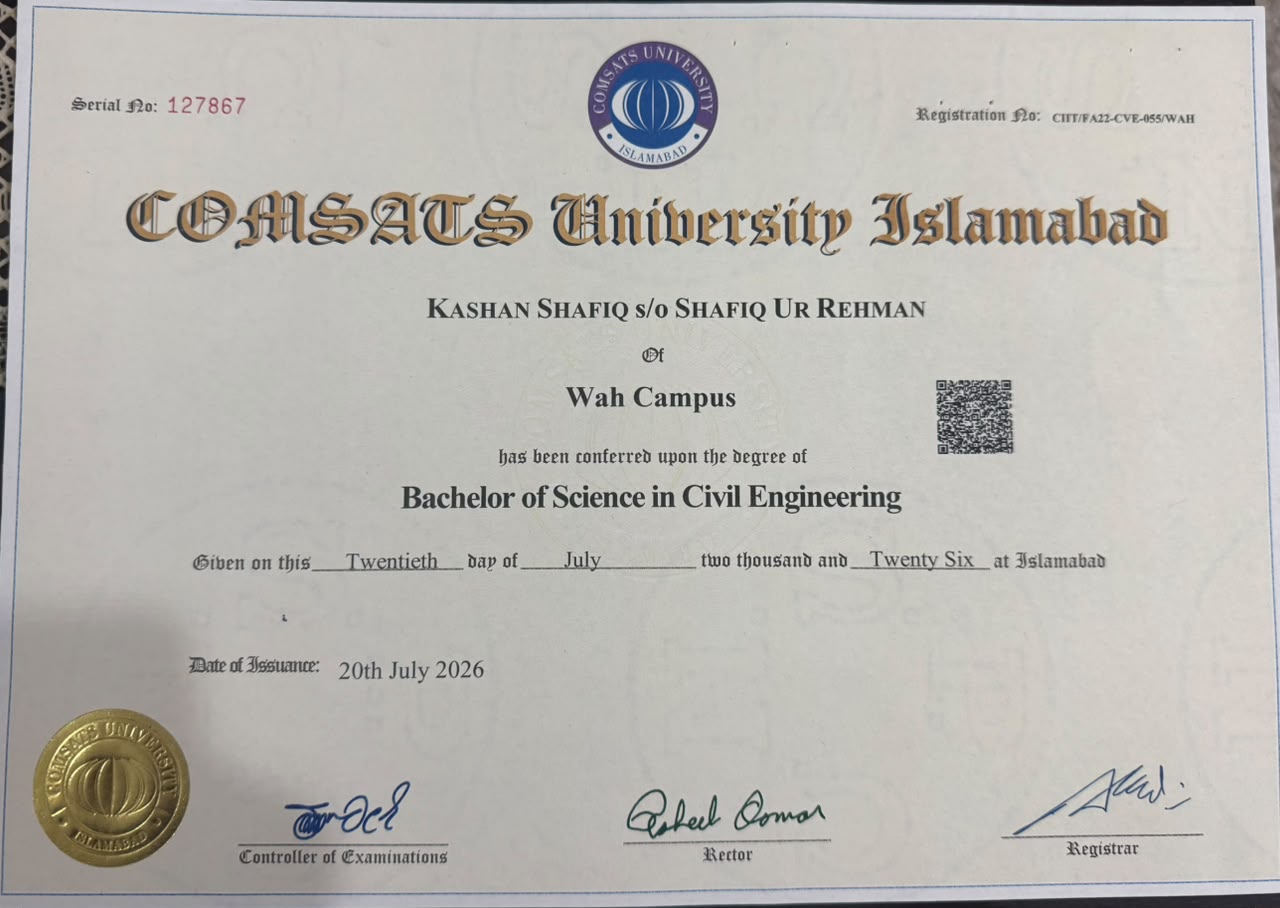 COMSATS UNIVERSITY
ISLAMABAD
Serial No: 127867
Registration No: CIIT/FA22-CVE-055/WAH
COMSATS University Islamabad
KASHAN SHAFIQ s/o SHAFIQ UR REHMAN
Of
Wah Campus
has been conferred upon the degree of
Bachelor of Science in Civil Engineering
Given on this Twentieth day of July two thousand and Twenty Six at Islamabad
Date of Issuance: 20th July 2026
COMSATS UNIVERSITY
ISLAMABAD
Controller of Examinations
Rector
Registrar